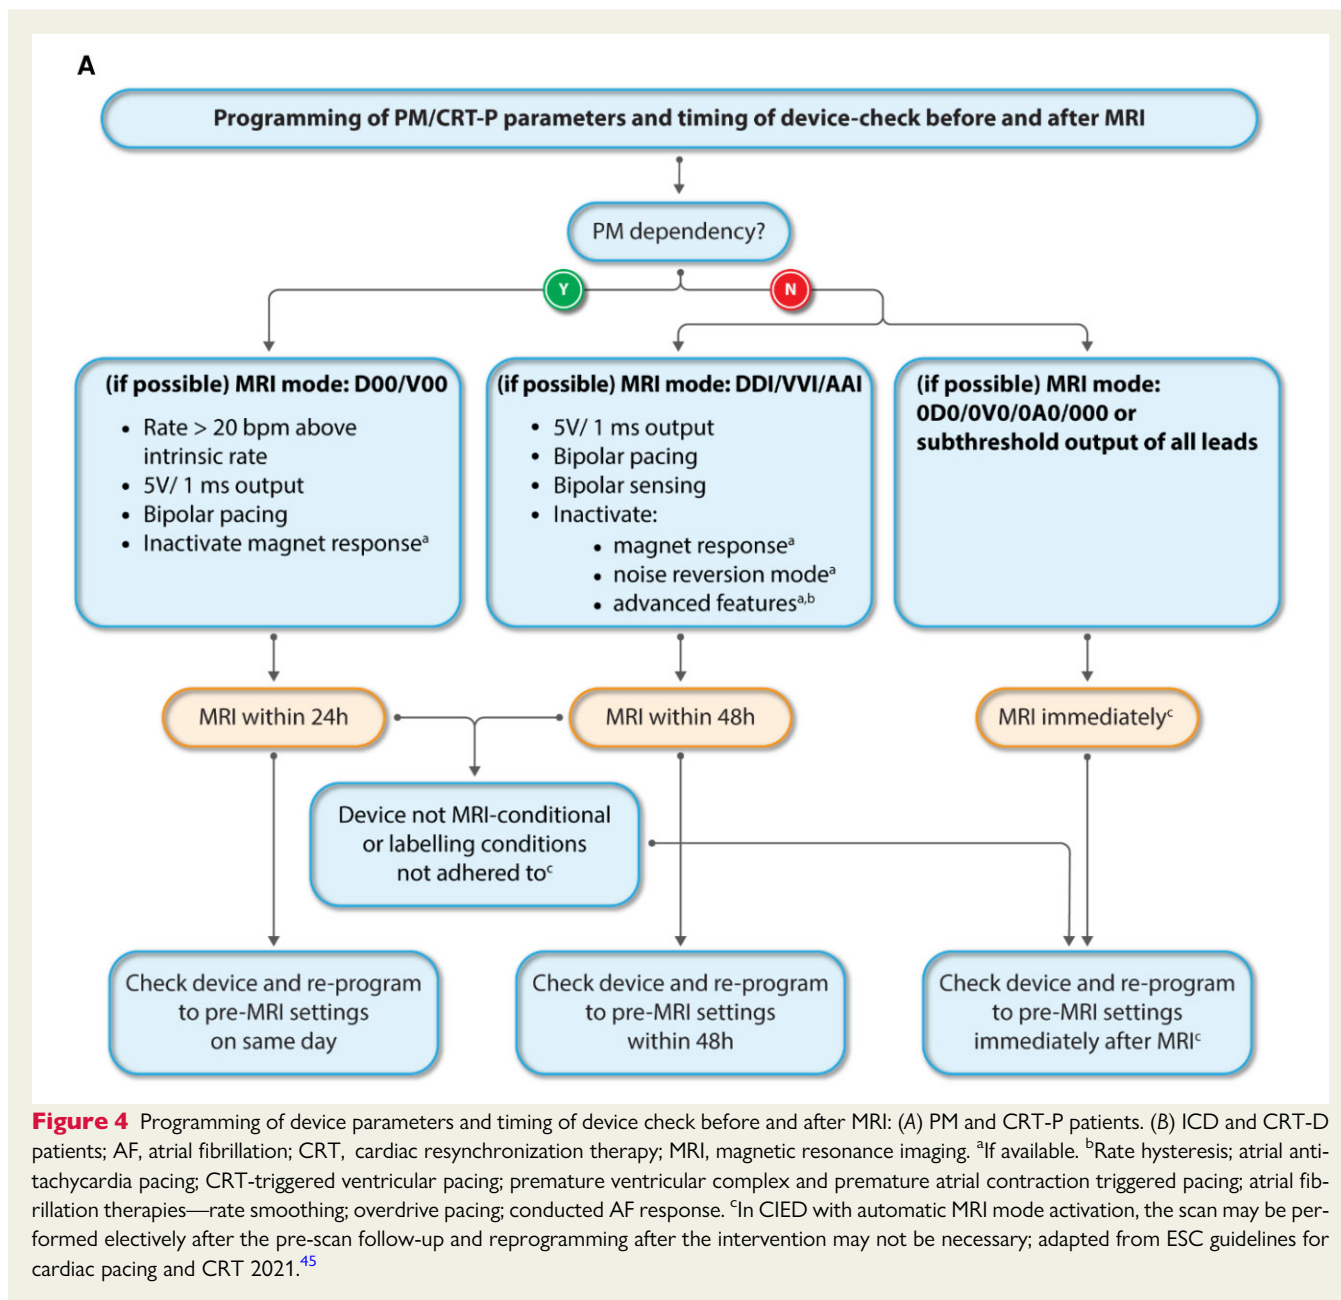 A
Programming of PM/CRT-P parameters and timing of device-check before and after MRI
PM dependency?
Y
N
(if possible) MRI mode: D00/V00
• Rate > 20 bpm above
intrinsic rate
• 5V/ 1 ms output
• Bipolar pacing
• Inactivate magnet responseᵃ
(if possible) MRI mode: DDI/VVI/AAI
• 5V/ 1 ms output
• Bipolar pacing
• Bipolar sensing
• Inactivate:
• magnet responseᵃ
• noise reversion modeᵃ
• advanced featuresᵃ,ᵇ
(if possible) MRI mode:
0D0/0V0/0A0/000 or
subthreshold output of all leads
MRI within 24h
MRI within 48h
MRI immediatelyᶜ
Device not MRI-conditional
or labelling conditions
not adhered toᶜ
Check device and re-program
to pre-MRI settings
on same day
Check device and re-program
to pre-MRI settings
within 48h
Check device and re-program
to pre-MRI settings
immediately after MRIᶜ
Figure 4 Programming of device parameters and timing of device check before and after MRI: (A) PM and CRT-P patients. (B) ICD and CRT-D
patients; AF, atrial fibrillation; CRT, cardiac resynchronization therapy; MRI, magnetic resonance imaging. ᵃIf available. ᵇRate hysteresis; atrial anti-
tachycardia pacing; CRT-triggered ventricular pacing; premature ventricular complex and premature atrial contraction triggered pacing; atrial fib-
rillation therapies—rate smoothing; overdrive pacing; conducted AF response. ᶜIn CIED with automatic MRI mode activation, the scan may be per-
formed electively after the pre-scan follow-up and reprogramming after the intervention may not be necessary; adapted from ESC guidelines for
cardiac pacing and CRT 2021.⁴⁵